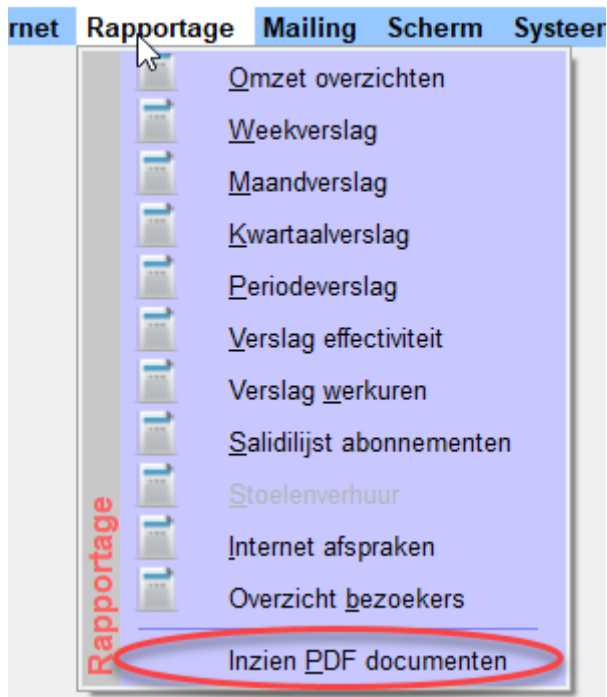 rnet Rapportage Mailing Scherm Systeem
Omzet overzichten
Weekverslag
Maandverslag
Kwartaalverslag
Periodeverslag
Verslag effectiviteit
Verslag werkuren
Salidilijst abonnementen
Stoelenverhuur
Internet afspraken
Overzicht bezoekers
Inzien PDF documenten
Rapportage